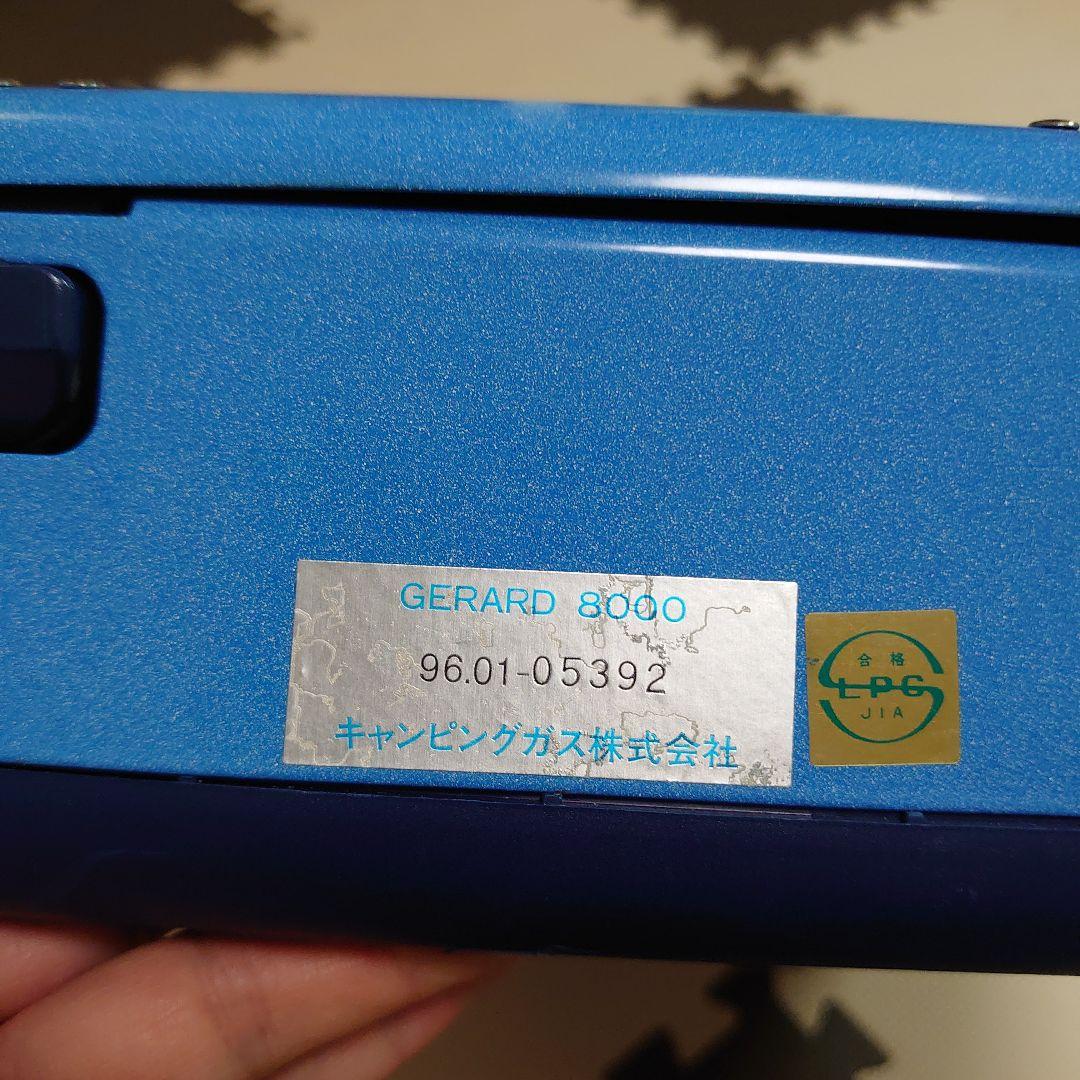 GERARD 8000
96.01-05392
キャンピングガス株式会社
合格
LPG
JIA